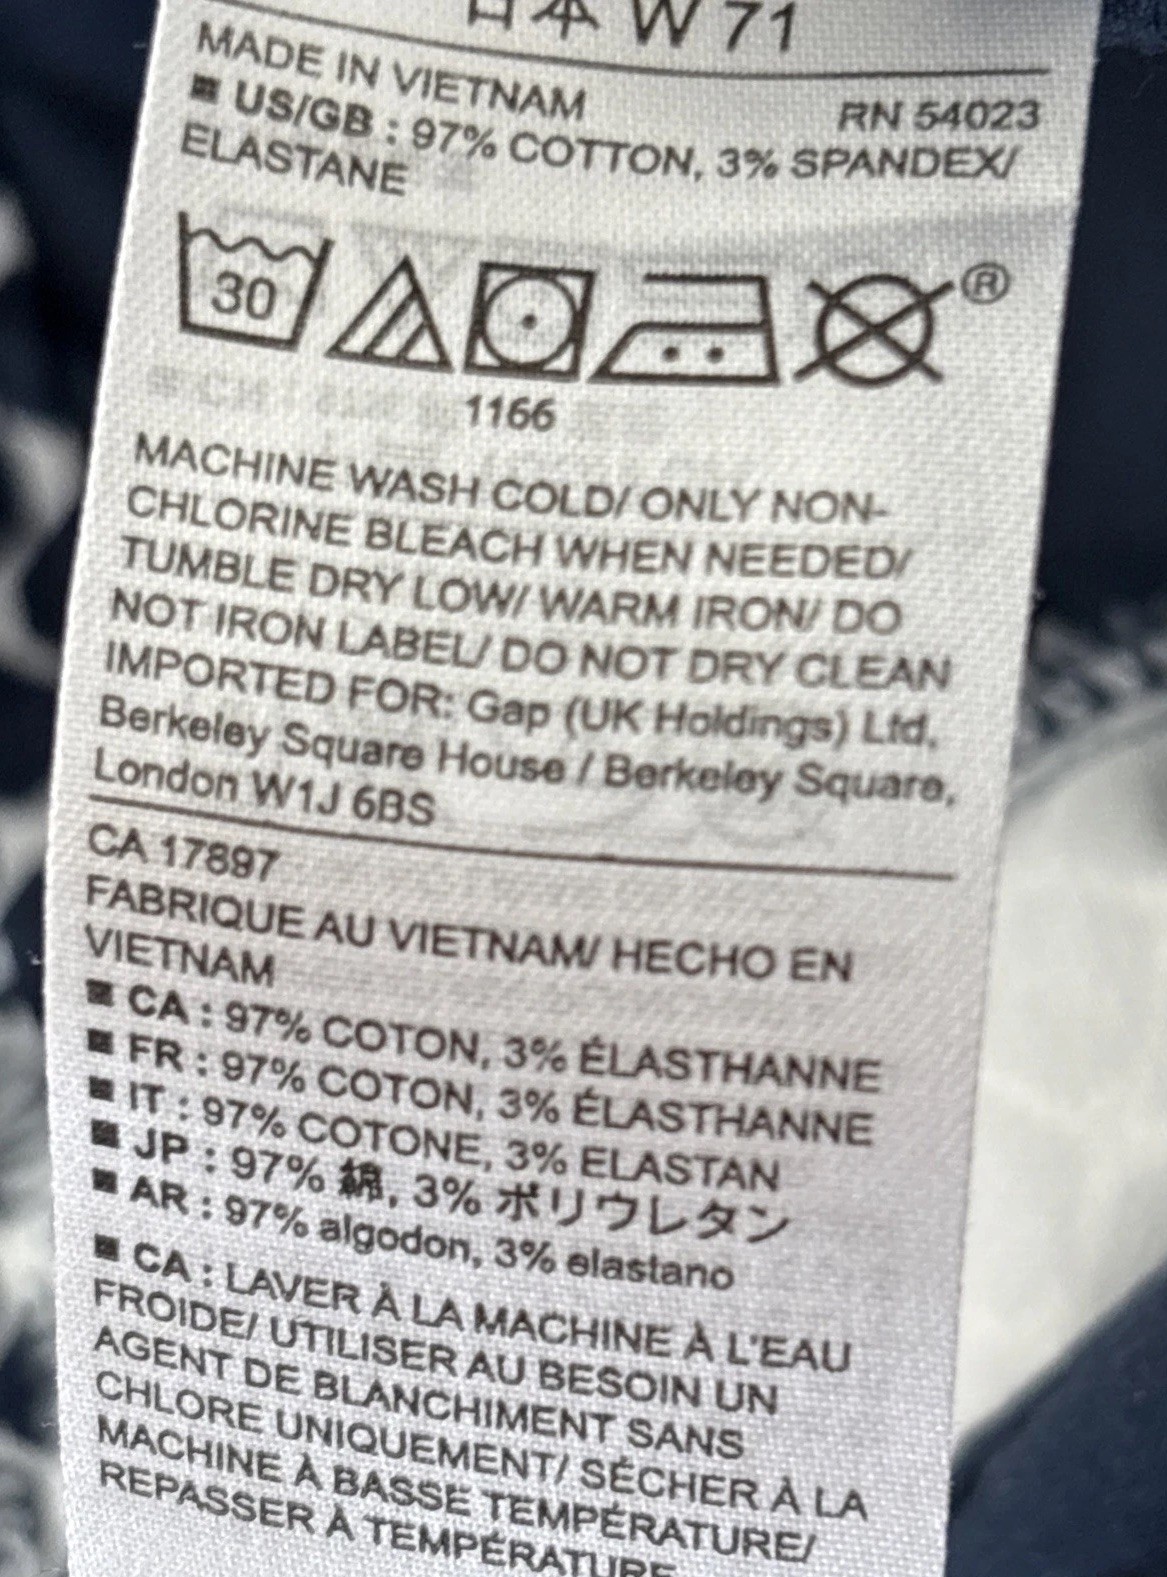 日本 W 71
MADE IN VIETNAM RN 54023
■ US/GB : 97% COTTON, 3% SPANDEX/
ELASTANE
30
®
1166
MACHINE WASH COLD/ ONLY NON-
CHLORINE BLEACH WHEN NEEDED/
TUMBLE DRY LOW/ WARM IRON/ DO
NOT IRON LABEL/ DO NOT DRY CLEAN
IMPORTED FOR: Gap (UK Holdings) Ltd.
Berkeley Square House / Berkeley Square,
London W1J 6BS
CA 17897
FABRIQUE AU VIETNAM/ HECHO EN
VIETNAM
■ CA : 97% COTON, 3% ÉLASTHANNE
■ FR : 97% COTON, 3% ÉLASTHANNE
■ IT : 97% COTONE, 3% ELASTAN
■ JP : 97% 綿, 3% ポリウレタン
■ AR : 97% algodon, 3% elastano
■ CA : LAVER À LA MACHINE À L'EAU
FROIDE/ UTILISER AU BESOIN UN
AGENT DE BLANCHIMENT SANS
CHLORE UNIQUEMENT/ SÉCHER À LA
MACHINE À BASSE TEMPÉRATURE/
REPASSER À TEMPÉRATURE